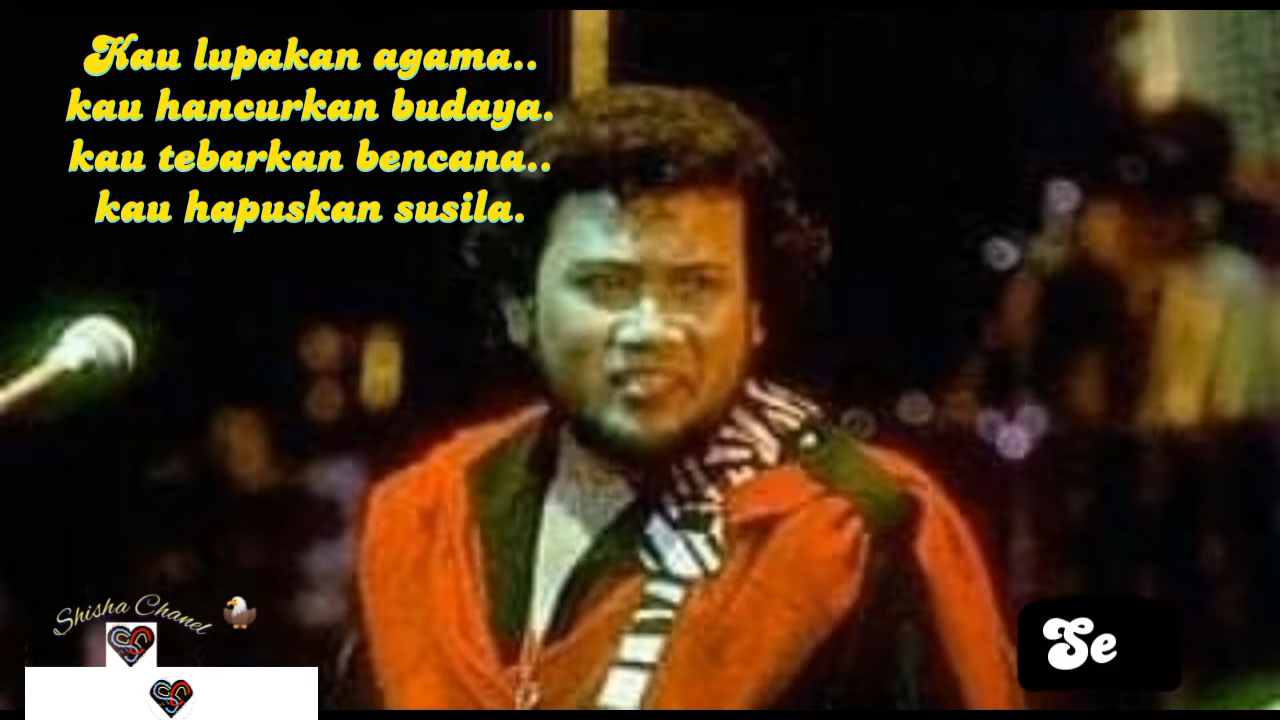 Kau lupakan agama..
kau hancurkan budaya.
kau tebarkan bencana..
kau hapuskan susila.
Shisha Chanel
Se